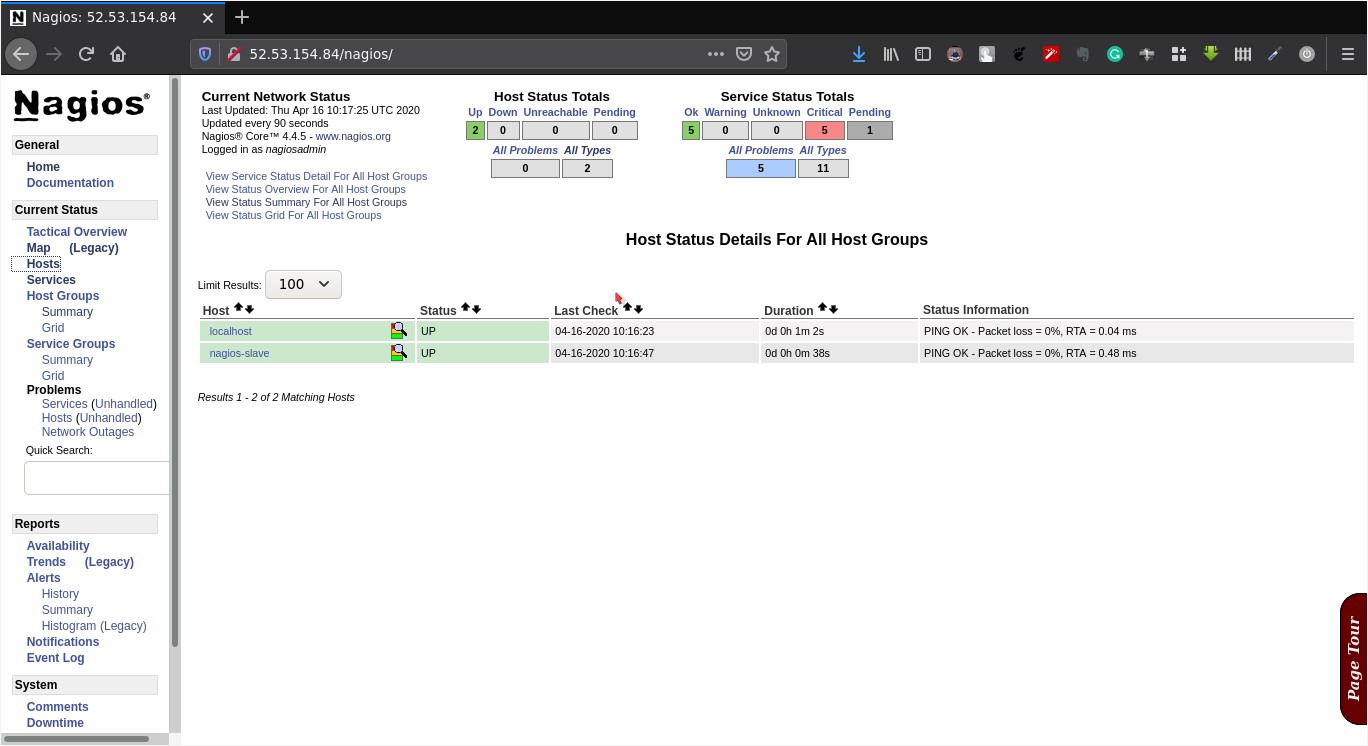 Nagios: 52.53.154.84
52.53.154.84/nagios/
Nagios®
General
Home
Documentation
Current Status
Tactical Overview
Map (Legacy)
Hosts
Services
Host Groups
Summary
Grid
Service Groups
Summary
Grid
Problems
Services (Unhandled)
Hosts (Unhandled)
Network Outages
Quick Search:
Reports
Availability
Trends (Legacy)
Alerts
History
Summary
Histogram (Legacy)
Notifications
Event Log
System
Comments
Downtime
Current Network Status
Last Updated: Thu Apr 16 10:17:25 UTC 2020
Updated every 90 seconds
Nagios® Core™ 4.4.5 - www.nagios.org
Logged in as nagiosadmin
View Service Status Detail For All Host Groups
View Status Overview For All Host Groups
View Status Summary For All Host Groups
View Status Grid For All Host Groups
Host Status Totals
Up Down Unreachable Pending
2 0 0 0
All Problems All Types
0 2
Service Status Totals
Ok Warning Unknown Critical Pending
5 0 0 5 1
All Problems All Types
5 11
Host Status Details For All Host Groups
Limit Results: 100
Host Status Last Check Duration Status Information
localhost UP 04-16-2020 10:16:23 0d 0h 1m 2s PING OK - Packet loss = 0%, RTA = 0.04 ms
nagios-slave UP 04-16-2020 10:16:47 0d 0h 0m 38s PING OK - Packet loss = 0%, RTA = 0.48 ms
Results 1 - 2 of 2 Matching Hosts
Page Tour